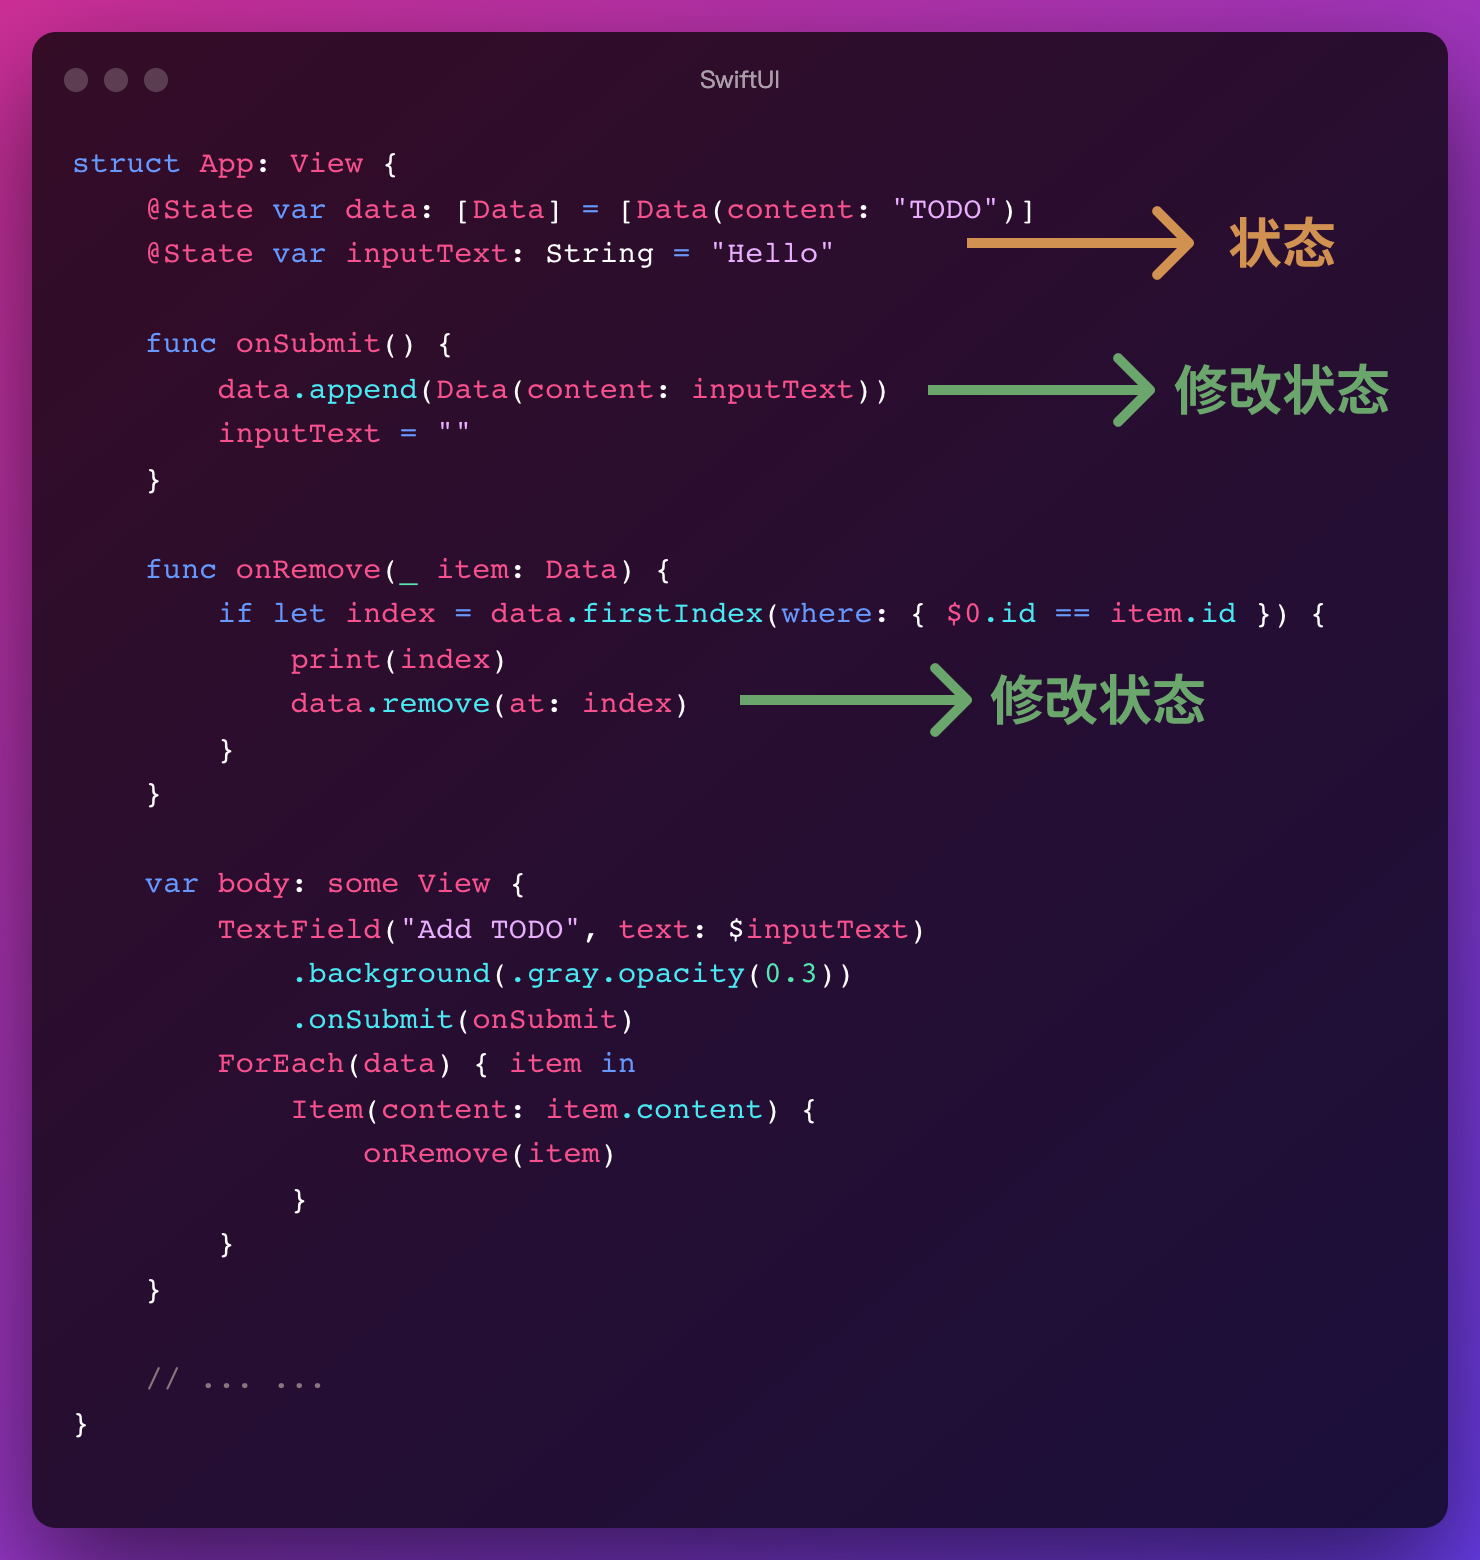 SwiftUI
struct App: View {
    @State var data: [Data] = [Data(content: "TODO")]
    @State var inputText: String = "Hello"
状态
    func onSubmit() {
        data.append(Data(content: inputText))
修改状态
        inputText = ""
    }
    func onRemove(_ item: Data) {
        if let index = data.firstIndex(where: { $0.id == item.id }) {
            print(index)
            data.remove(at: index)
修改状态
        }
    }
    var body: some View {
        TextField("Add TODO", text: $inputText)
            .background(.gray.opacity(0.3))
            .onSubmit(onSubmit)
        ForEach(data) { item in
            Item(content: item.content) {
                onRemove(item)
            }
        }
    }
    // ... ...
}